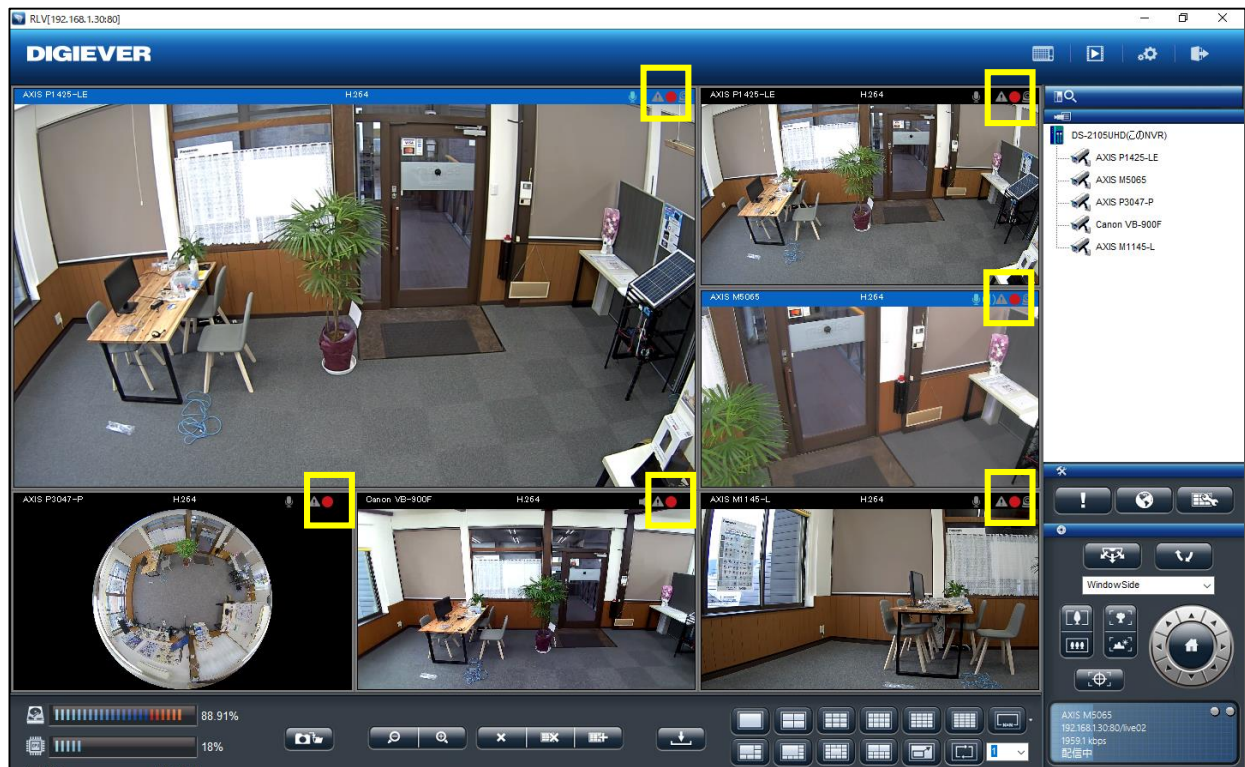 RLV[192.168.1.30:80]
DIGIEVER
AXIS P1425-LE H.264
AXIS P1425-LE H.264
DS-2105UHD(このNVR)
AXIS P1425-LE
AXIS M5065
AXIS P3047-P
Canon VB-900F
AXIS M1145-L
AXIS M5065 H.264
AXIS P3047-P H.264
Canon VB-900F H.264
AXIS M1145-L H.264
WindowSide
88.91%
18%
1
AXIS M5065
192.168.1.30:80/live02
1959.1 kbps
配信中